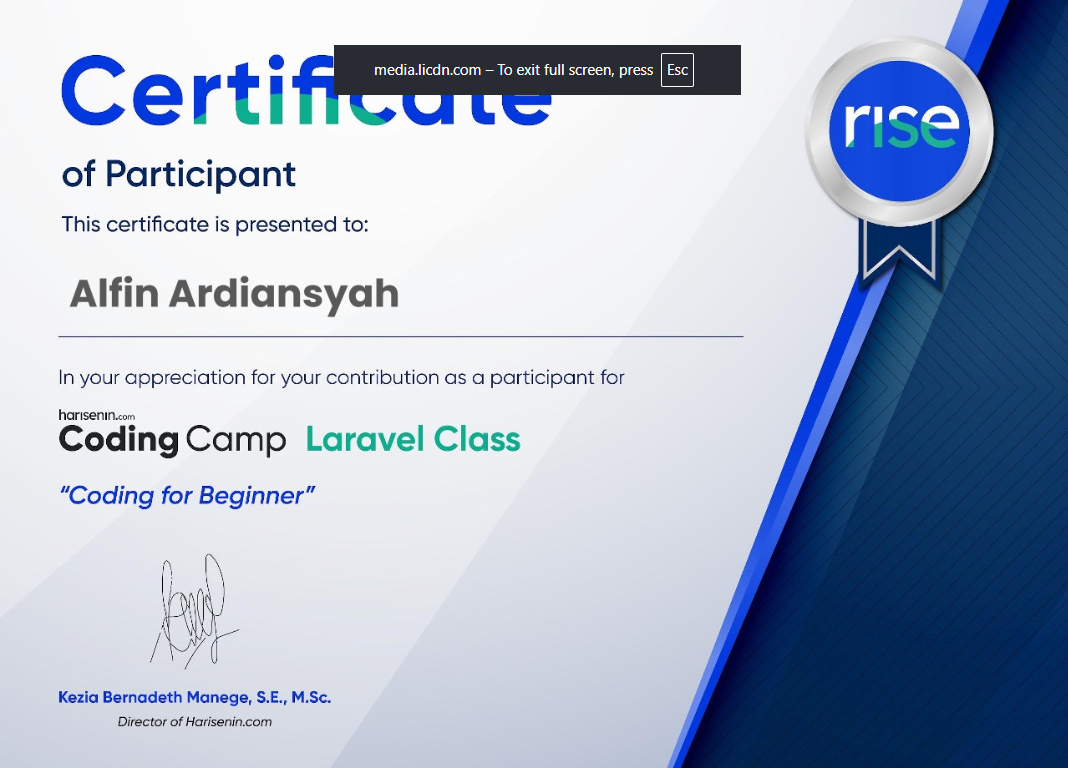 Certificate
media.licdn.com – To exit full screen, press Esc
rise
of Participant
This certificate is presented to:
Alfin Ardiansyah
In your appreciation for your contribution as a participant for
harisenin.com
Coding Camp Laravel Class
“Coding for Beginner”
Kezia Bernadeth Manege, S.E., M.Sc.
Director of Harisenin.com